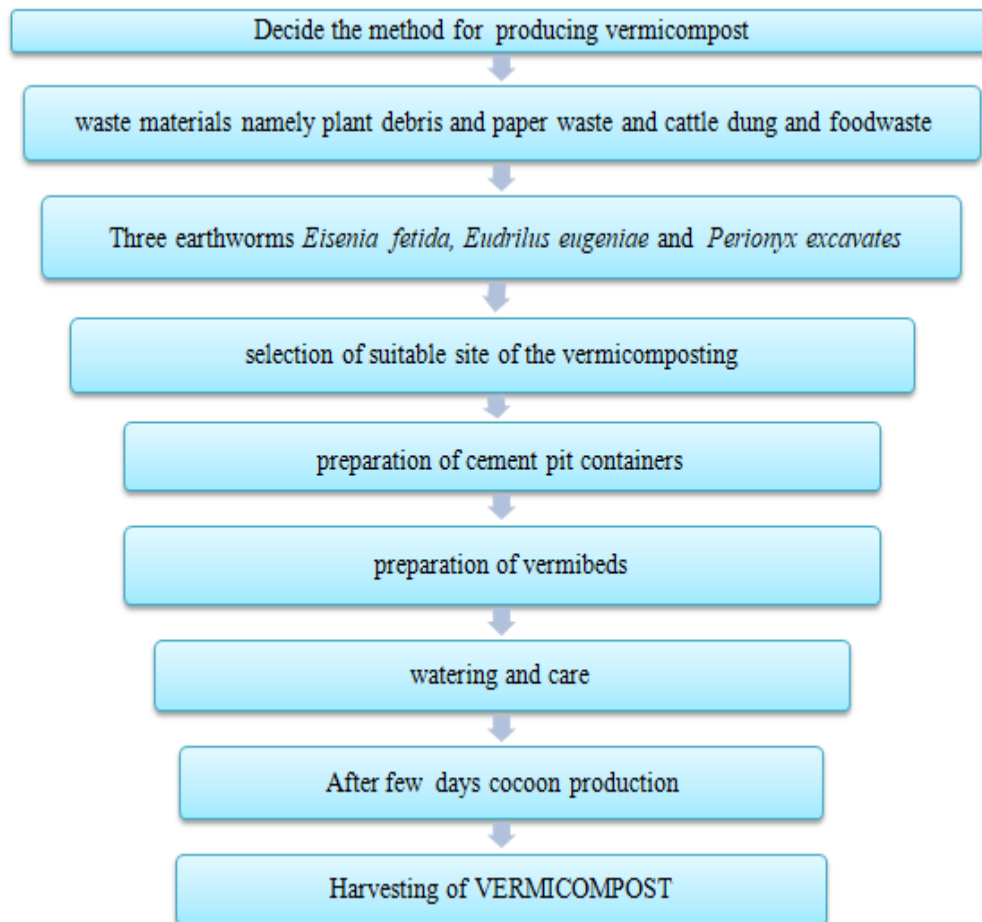 Decide the method for producing vermicompost
waste materials namely plant debris and paper waste and cattle dung and foodwaste
Three earthworms Eisenia fetida, Eudrilus eugeniae and Perionyx excavates
selection of suitable site of the vermicomposting
preparation of cement pit containers
preparation of vermibeds
watering and care
After few days cocoon production
Harvesting of VERMICOMPOST